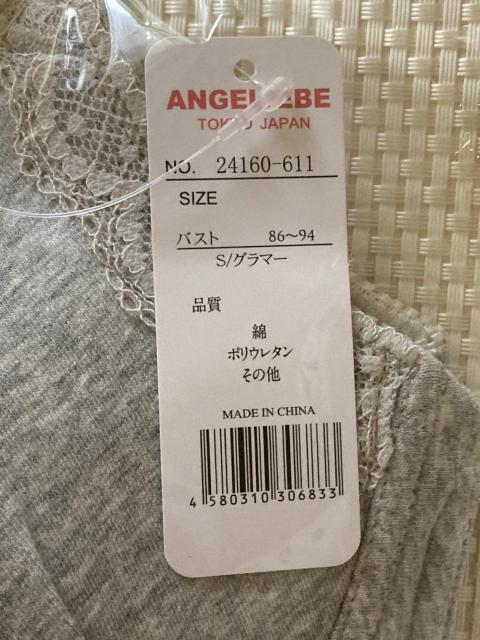 ANGELIEBE
TOKYO JAPAN
NO. 24160-611
SIZE
バスト 86～94
S/グラマー
品質
綿
ポリウレタン
その他
MADE IN CHINA
4 580310 306833